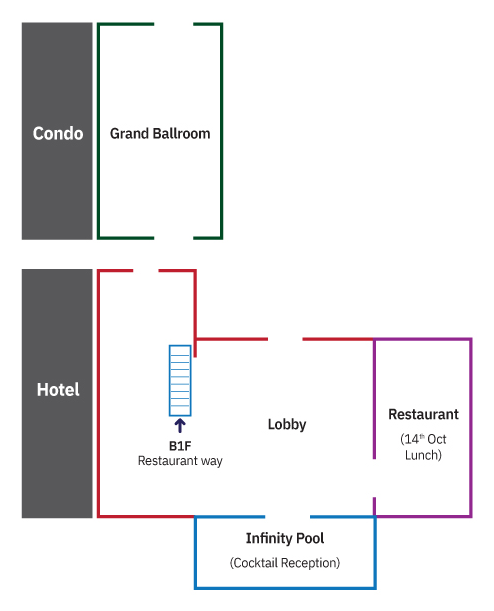 Condo
Grand Ballroom
Hotel
Lobby
Restaurant
(14th Oct
Lunch)
B1F
Restaurant way
Infinity Pool
(Cocktail Reception)